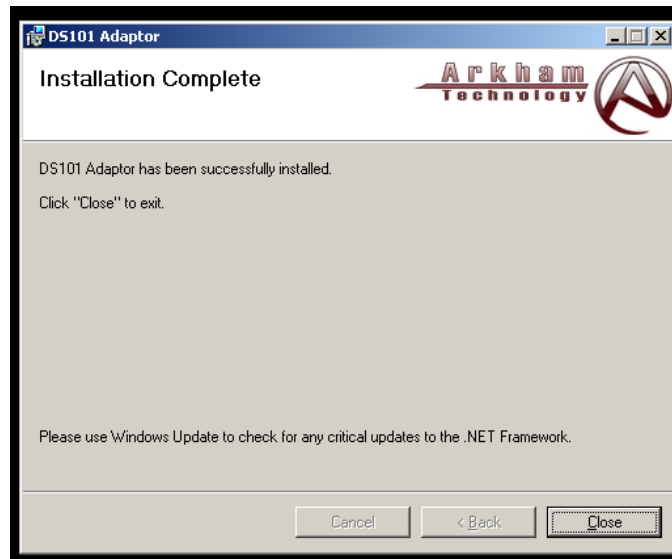 DS101 Adaptor
Installation Complete
Arkham
Technology
DS101 Adaptor has been successfully installed.
Click "Close" to exit.
Please use Windows Update to check for any critical updates to the .NET Framework.
Cancel
< Back
Close